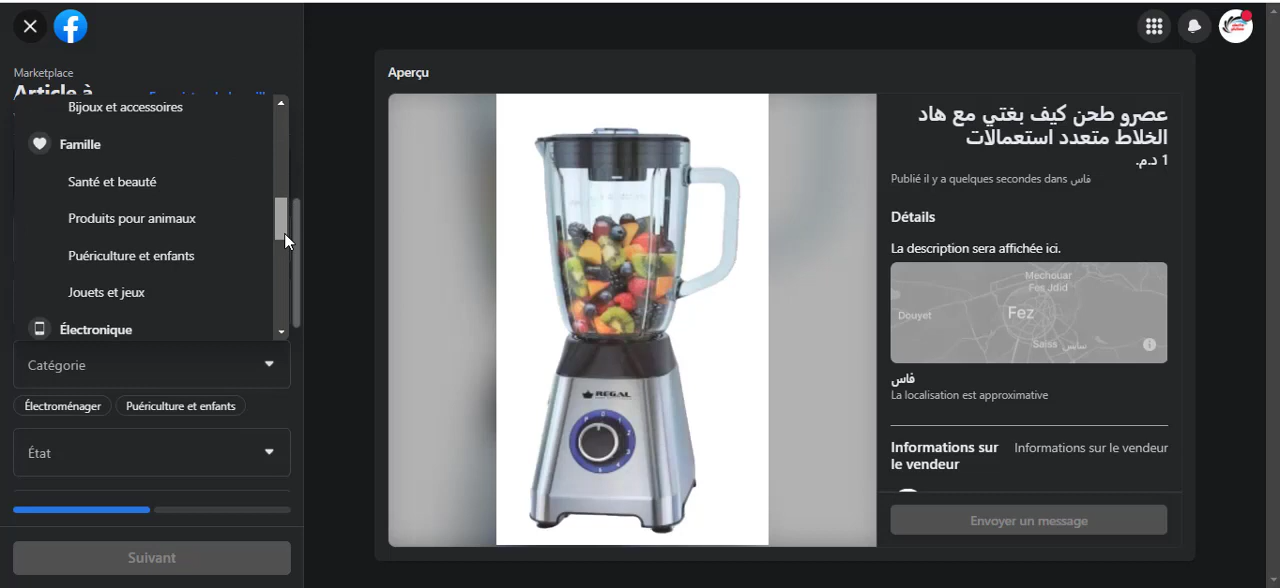 Marketplace
Article à
Bijoux et accessoires
Famille
Santé et beauté
Produits pour animaux
Puériculture et enfants
Jouets et jeux
Électronique
Catégorie
Électroménager
Puériculture et enfants
État
Suivant
Aperçu
REGAL
عصرو طحن كيف بغتي مع هاد
الخلاط متعدد استعمالات
1 د.م.
Publié il y a quelques secondes dans فاس
Détails
La description sera affichée ici.
Mechouar
Fes Jdid
Douyet
Fez
Saiss سايس
فاس
La localisation est approximative
Informations sur
le vendeur
Informations sur le vendeur
Envoyer un message